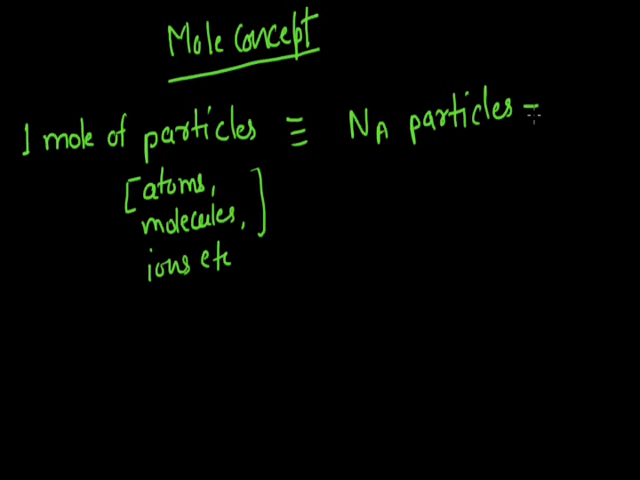 Mole Concept
1 mole of particles ≡ NA particles =
[atoms,
molecules, ]
ions etc